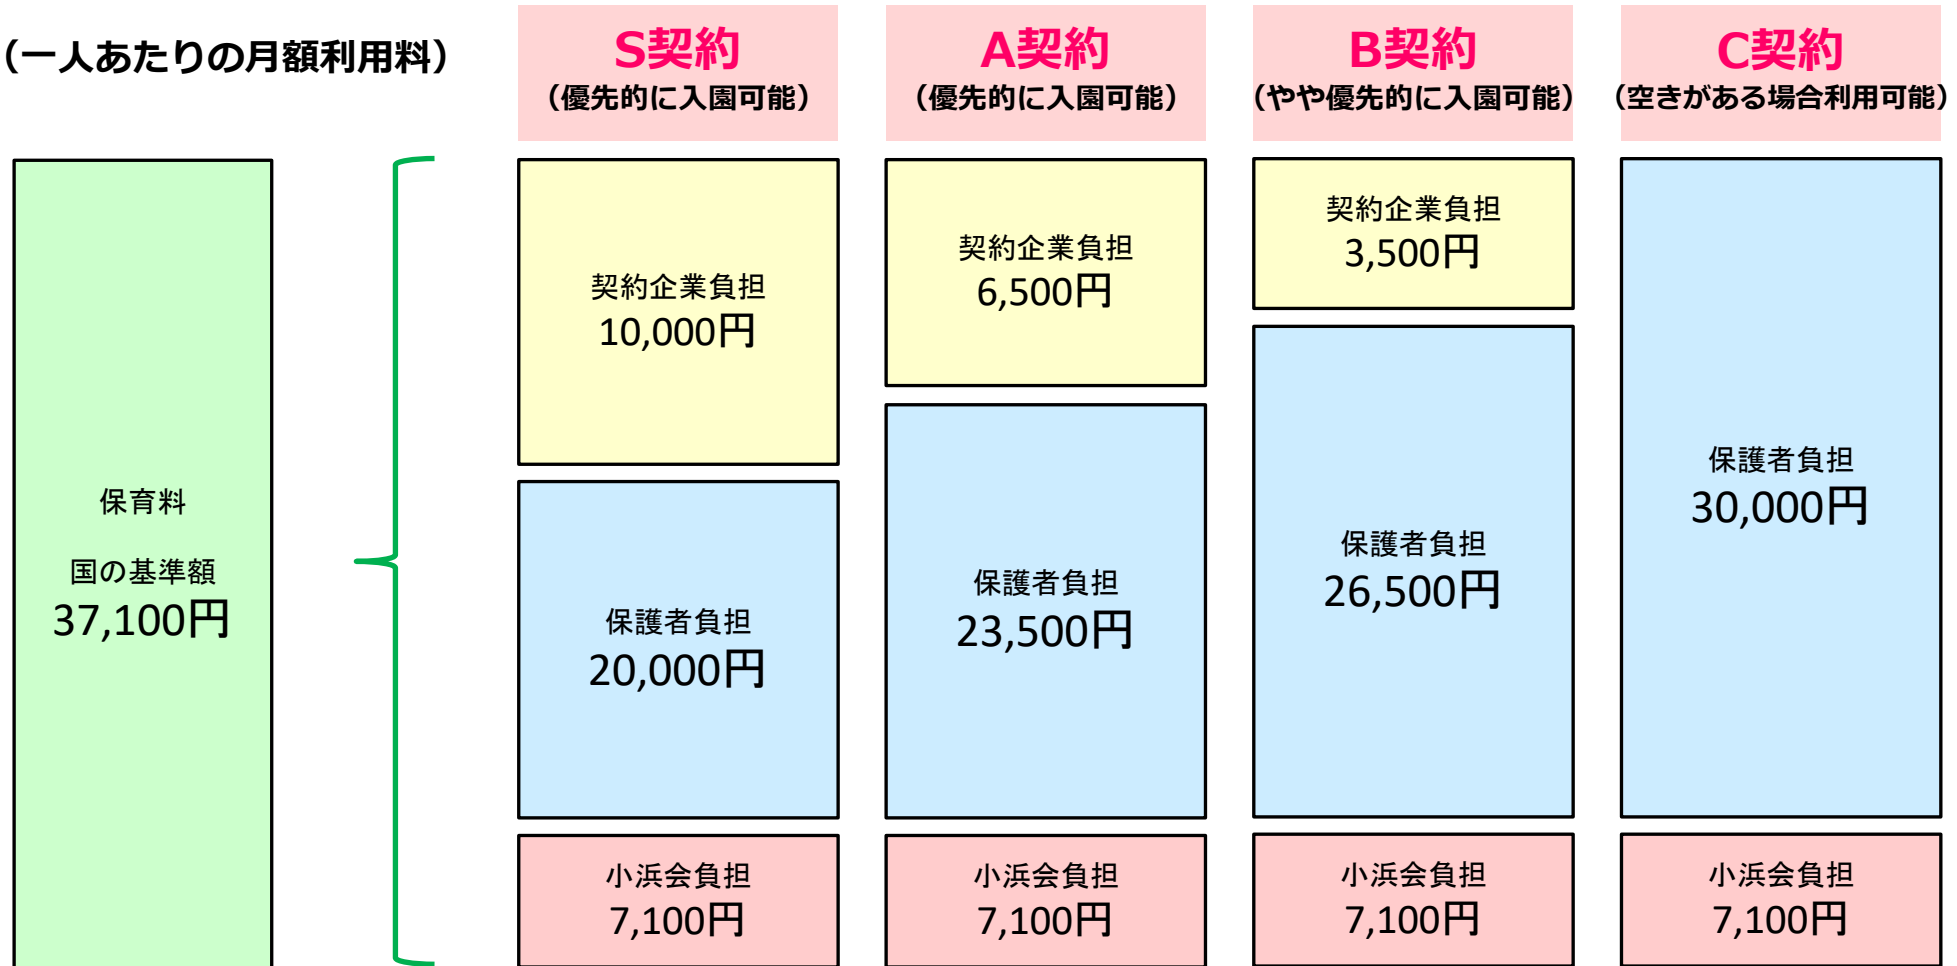 （一人あたりの月額利用料）
S契約
（優先的に入園可能）
A契約
（優先的に入園可能）
B契約
（やや優先的に入園可能）
C契約
（空きがある場合利用可能）
保育料
国の基準額
37,100円
契約企業負担
10,000円
保護者負担
20,000円
小浜会負担
7,100円
契約企業負担
6,500円
保護者負担
23,500円
小浜会負担
7,100円
契約企業負担
3,500円
保護者負担
26,500円
小浜会負担
7,100円
保護者負担
30,000円
小浜会負担
7,100円